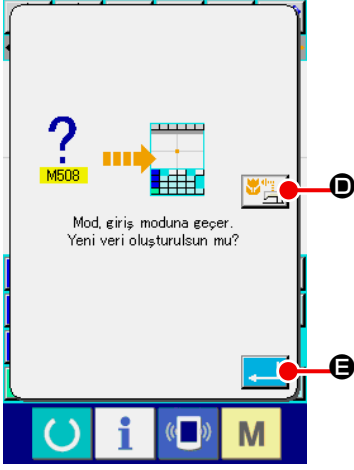 ?
M508
D
Mod, giriş moduna geçer.
Yeni veri oluşturulsun mu?
E
i
M